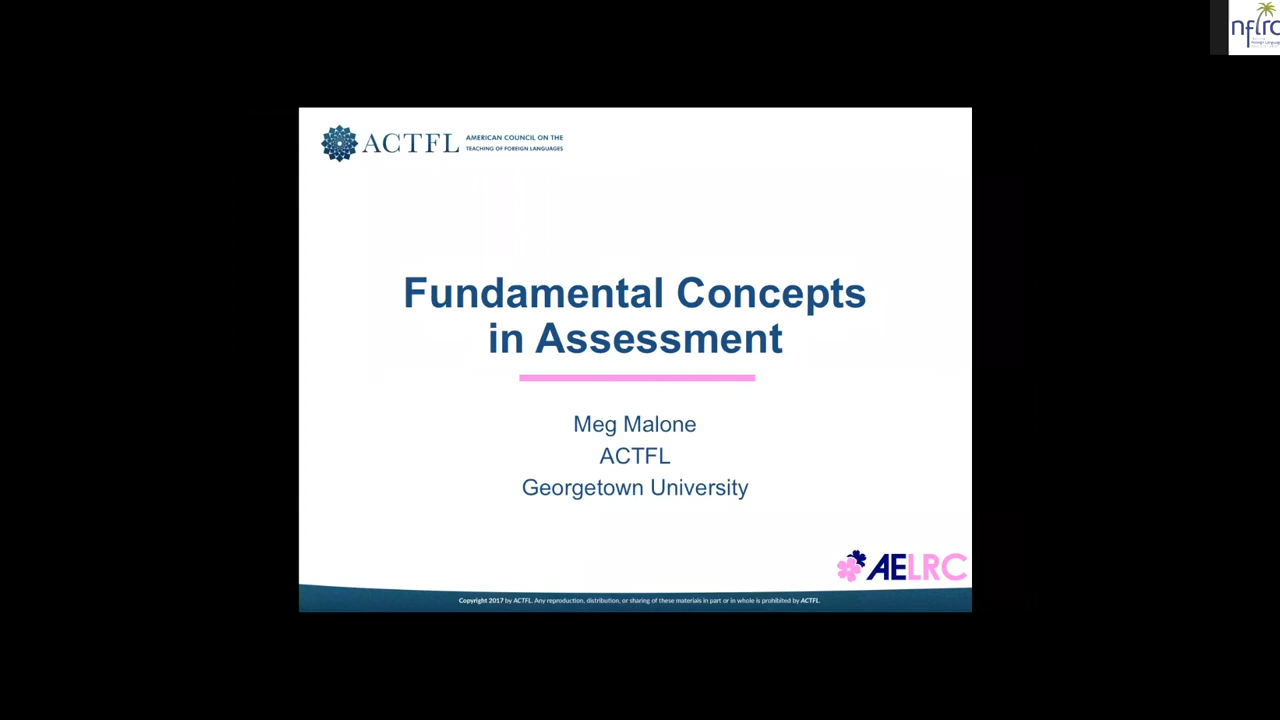 nflrc
Foreign Language
ACTFL
AMERICAN COUNCIL ON THE
TEACHING OF FOREIGN LANGUAGES
Fundamental Concepts
in Assessment
Meg Malone
ACTFL
Georgetown University
AELRC
Copyright 2017 by ACTFL. Any reproduction, distribution, or sharing of these materials in part or in whole is prohibited by ACTFL.